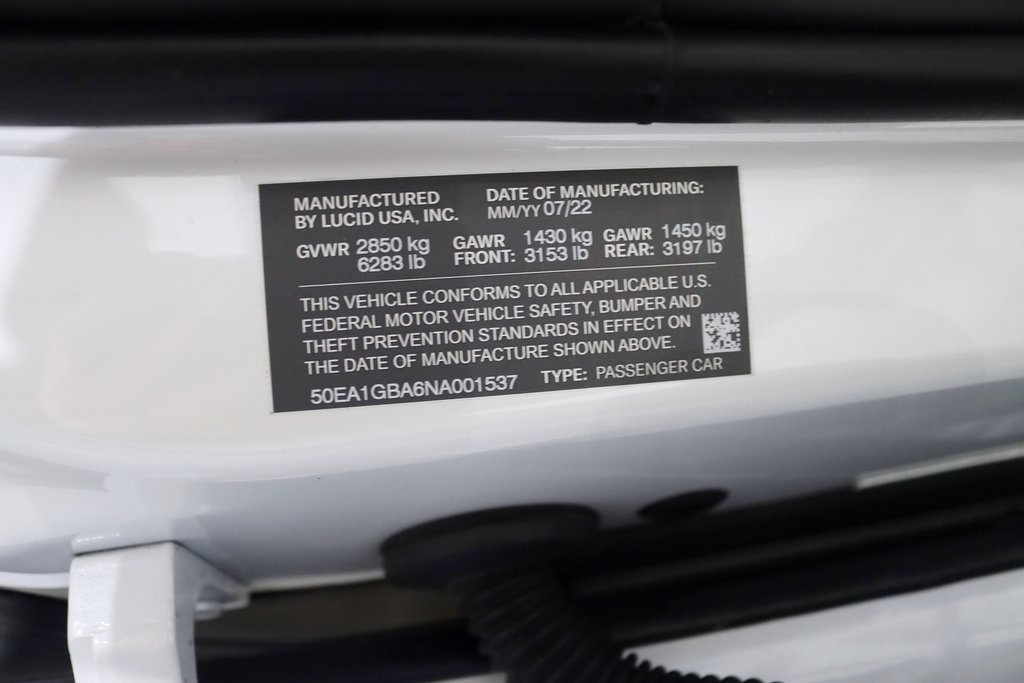 MANUFACTURED
BY LUCID USA, INC.
DATE OF MANUFACTURING:
MM/YY 07/22
GVWR 2850 kg
6283 lb
GAWR FRONT: 1430 kg
3153 lb
GAWR REAR: 1450 kg
3197 lb
THIS VEHICLE CONFORMS TO ALL APPLICABLE U.S.
FEDERAL MOTOR VEHICLE SAFETY, BUMPER AND
THEFT PREVENTION STANDARDS IN EFFECT ON
THE DATE OF MANUFACTURE SHOWN ABOVE.
50EA1GBA6NA001537 TYPE: PASSENGER CAR